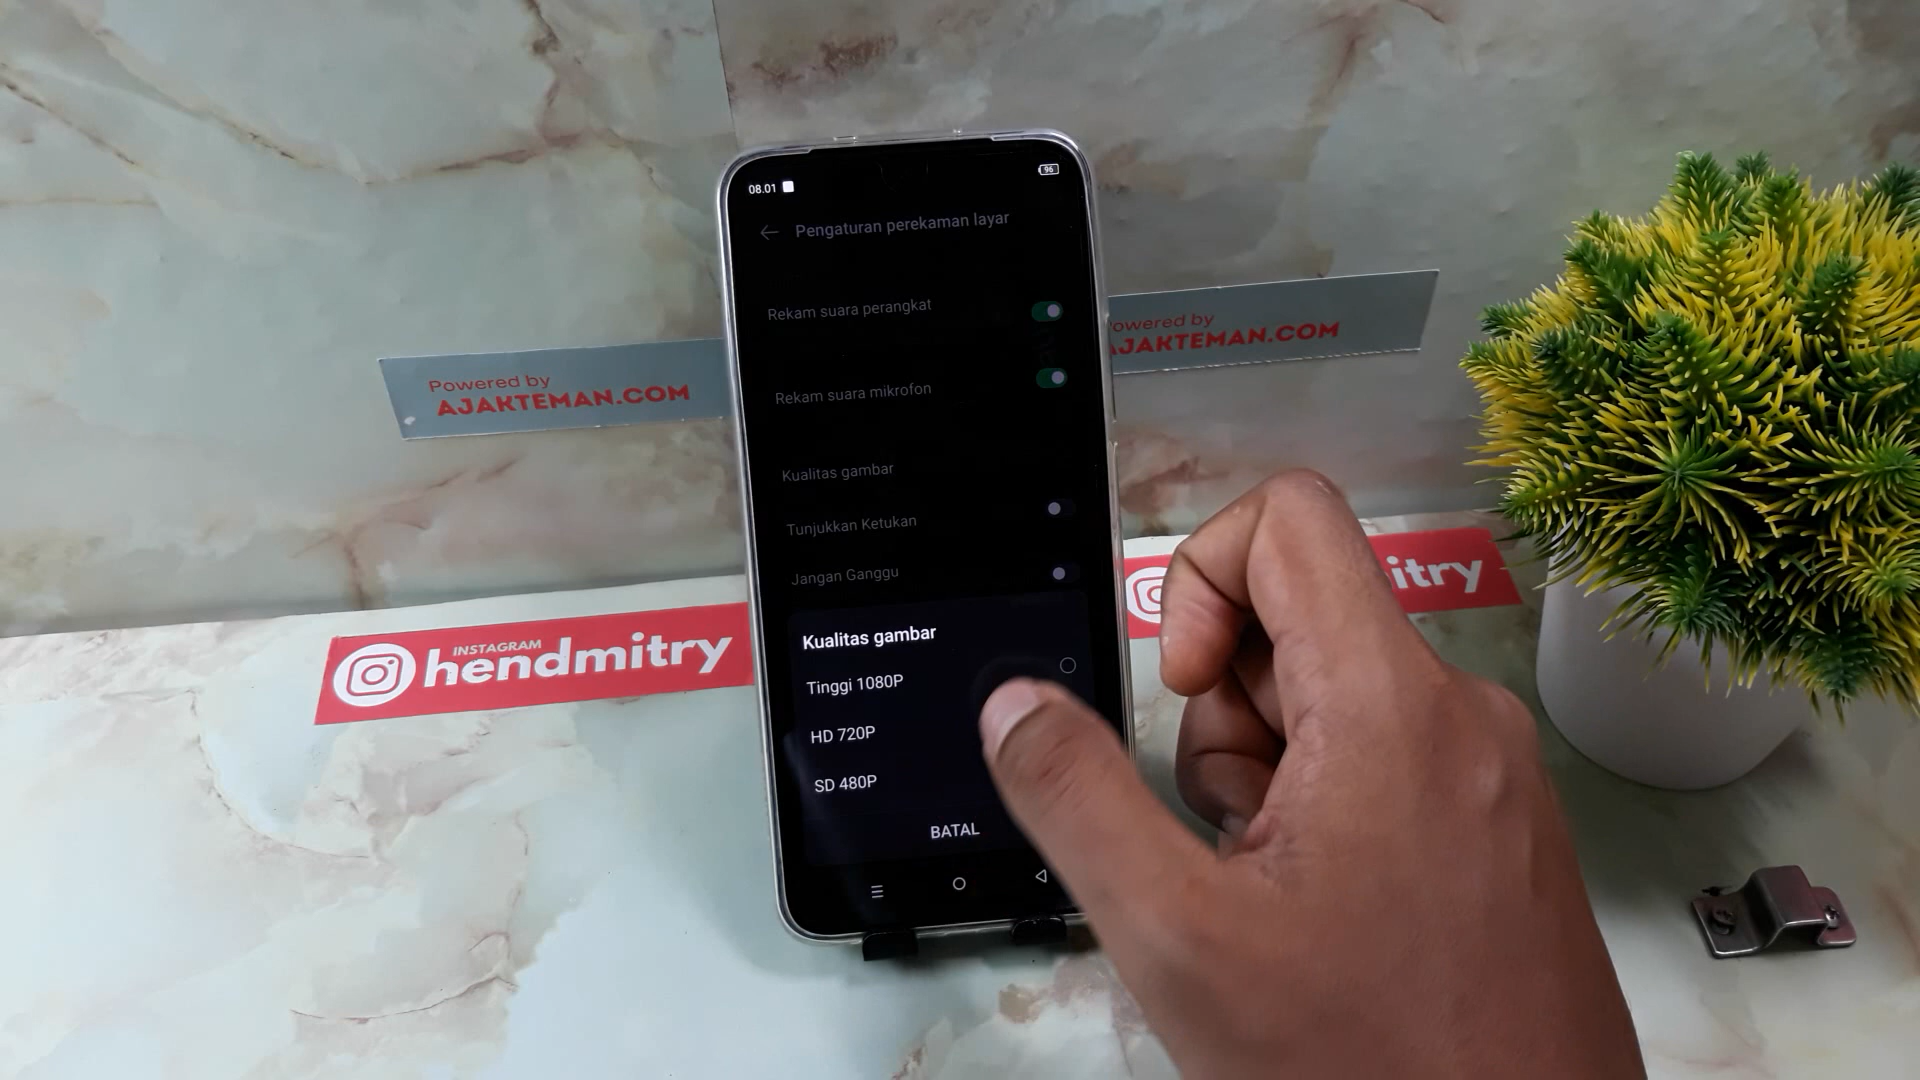 08.01
96
Pengaturan perekaman layar
Rekam suara perangkat
Rekam suara mikrofon
Kualitas gambar
Tunjukkan Ketukan
Jangan Ganggu
Kualitas gambar
Tinggi 1080P
HD 720P
SD 480P
BATAL
Powered by
AJAKTEMAN.COM
owered by
AJAKTEMAN.COM
INSTAGRAM
hendmitry
itry